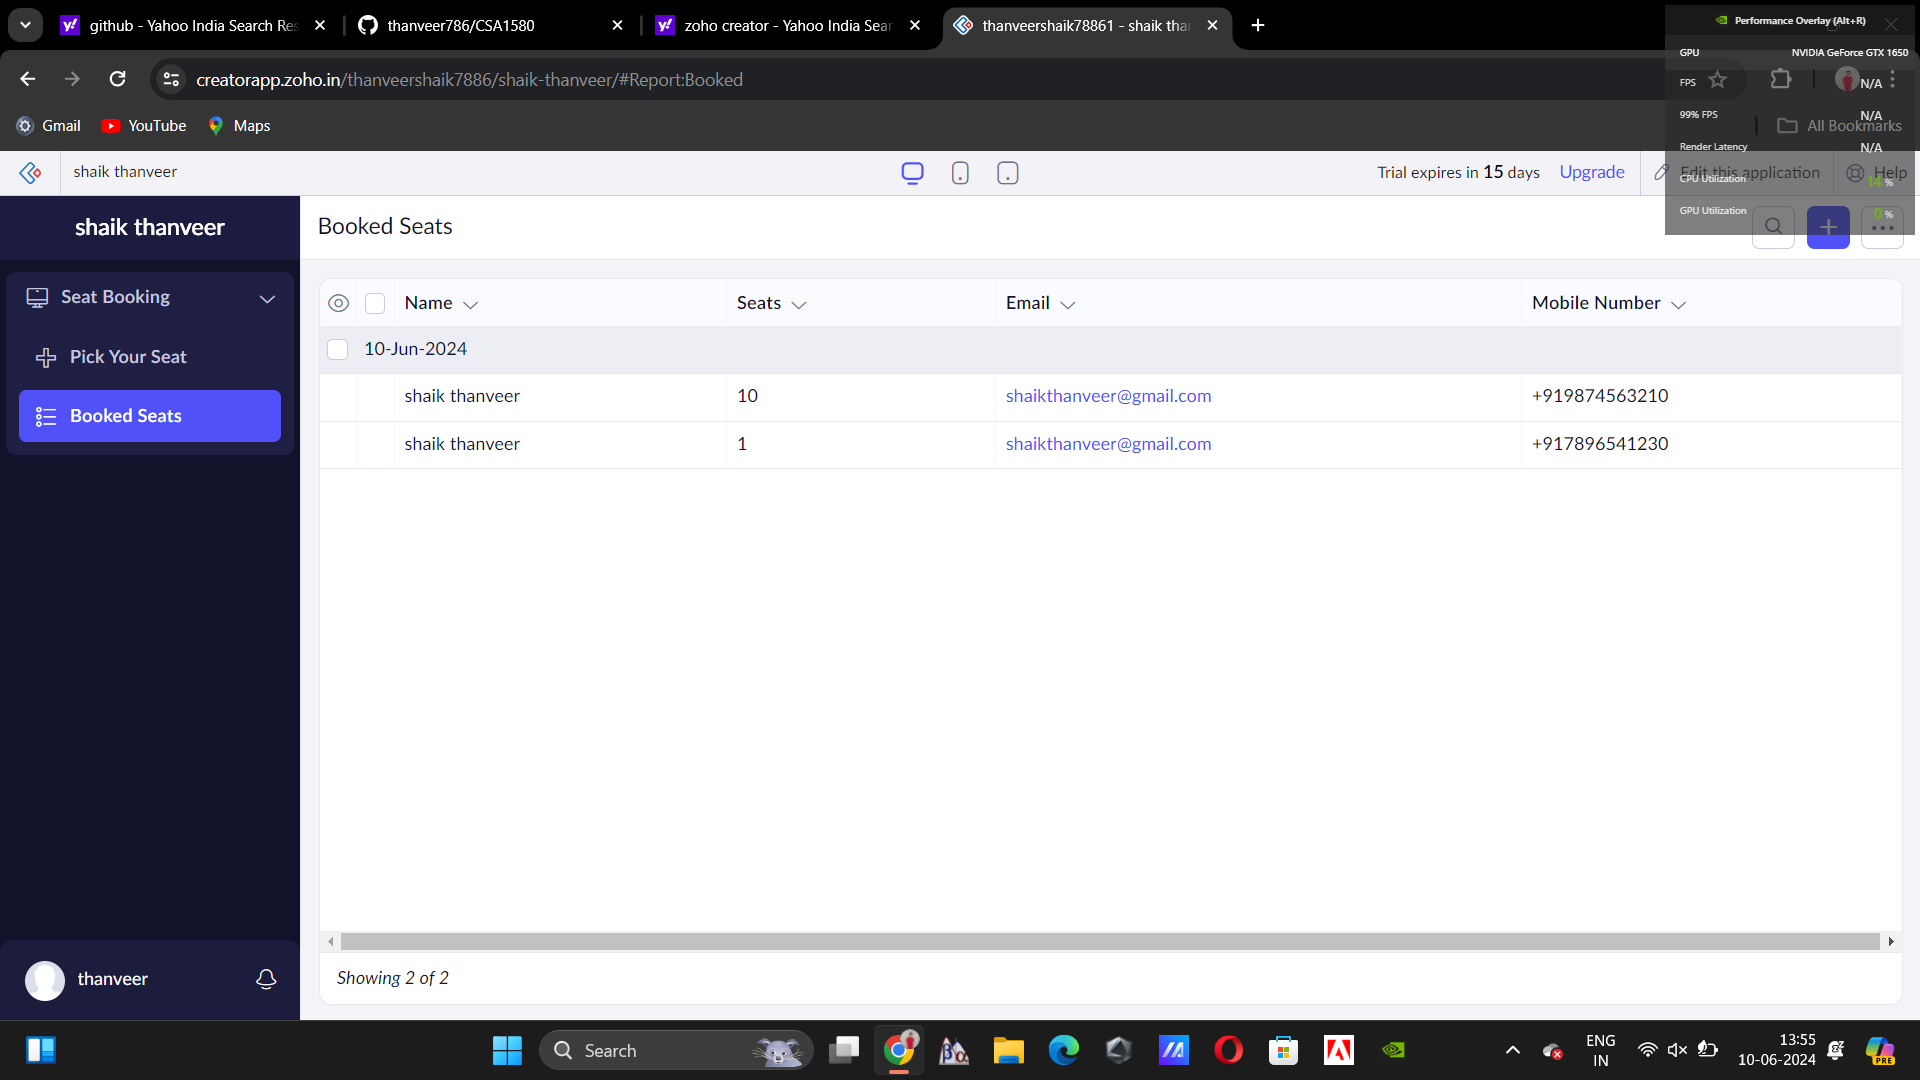 github - Yahoo India Search Res
thanveer786/CSA1580
zoho creator - Yahoo India Sear
thanveershaik78861 - shaik tha
Performance Overlay (Alt+R)
GPU NVIDIA GeForce GTX 1650
creatorapp.zoho.in/thanveershaik7886/shaik-thanveer/#Report:Booked
FPS N/A
99% FPS N/A
Gmail YouTube Maps
All Bookmarks
Render Latency N/A
shaik thanveer
Trial expires in 15 days Upgrade
Edit this application
Help
CPU Utilization 14 %
GPU Utilization 0 %
shaik thanveer
Booked Seats
Seat Booking
Pick Your Seat
Booked Seats
Name Seats Email Mobile Number
10-Jun-2024
shaik thanveer 10 shaikthanveer@gmail.com +919874563210
shaik thanveer 1 shaikthanveer@gmail.com +917896541230
Showing 2 of 2
thanveer
Search
ENG
IN
13:55
10-06-2024
PRE